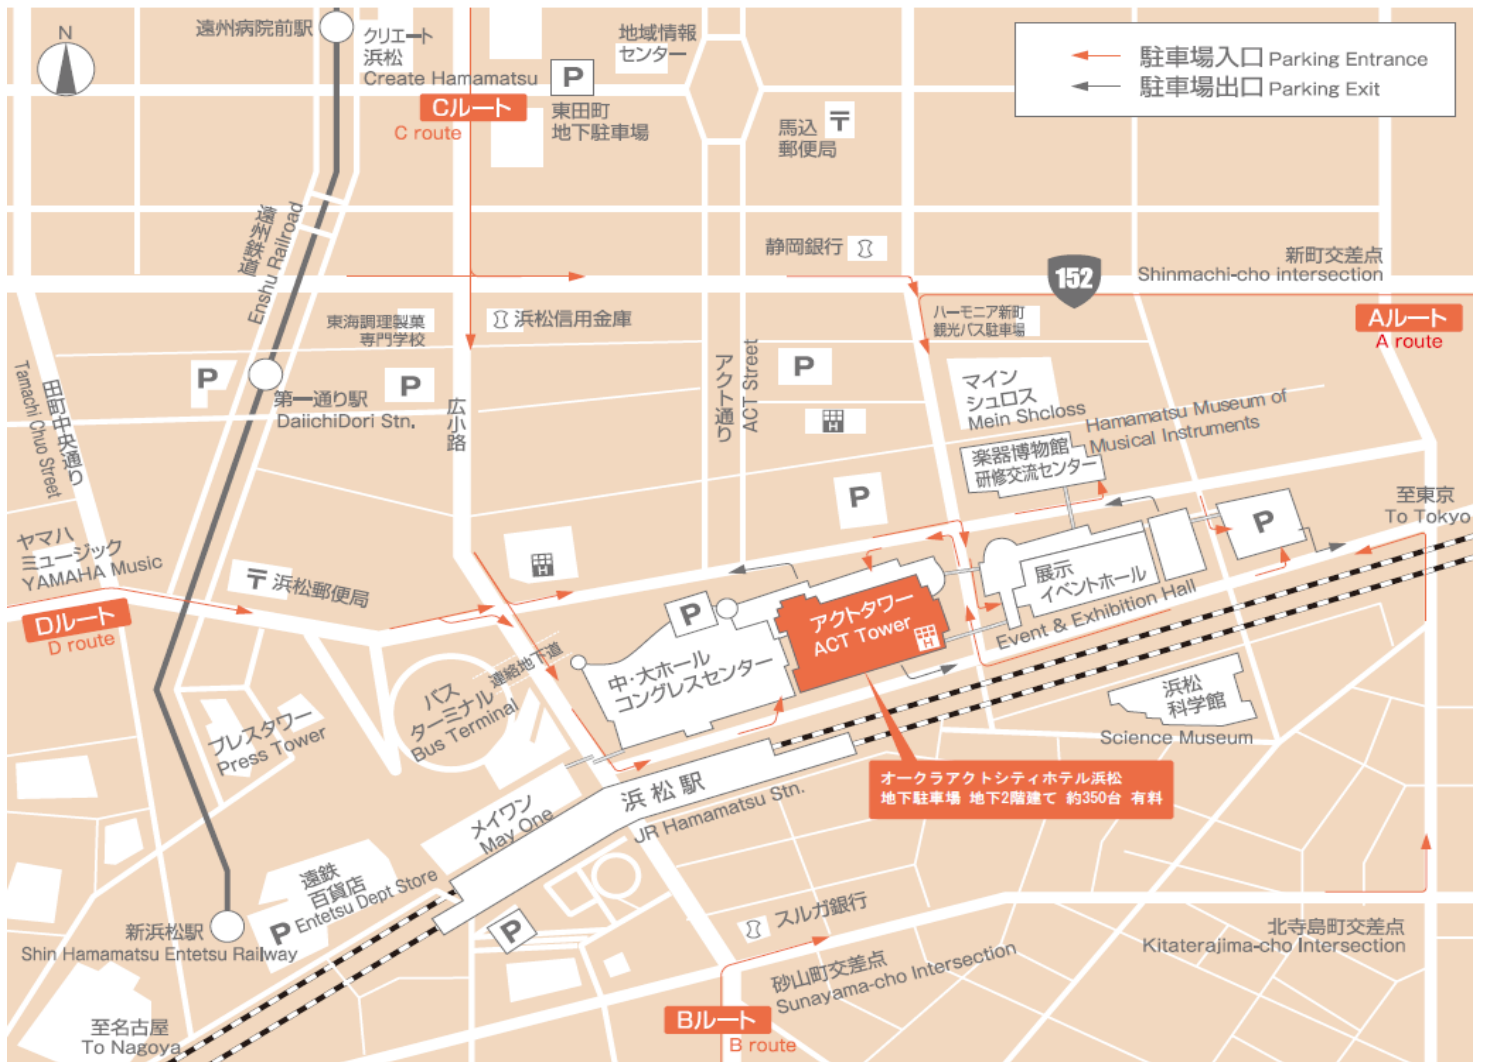 N
遠州病院前駅
クリエート
浜松
Create Hamamatsu
地域情報
センター
P
東田町
地下駐車場
Cルート
C route
馬込
郵便局
駐車場入口 Parking Entrance
駐車場出口 Parking Exit
遠州鉄道
Enshu Railroad
静岡銀行
152
新町交差点
Shinmachi-cho intersection
東海調理製菓
専門学校
浜松信用金庫
ハーモニア新町
観光バス駐車場
Aルート
A route
P
P
P
第一通り駅
DaiichiDori Stn.
広小路
アクト通り
ACT Street
マイン
シュロス
Mein Shcloss
田町中央通り
Tamachi Chuo Street
H
Hamamatsu Museum of
Musical Instruments
楽器博物館
研修交流センター
P
P
至東京
To Tokyo
ヤマハ
ミュージック
YAMAHA Music
浜松郵便局
H
展示
イベントホール
Event & Exhibition Hall
Dルート
D route
P
アクトタワー
ACT Tower
H
連絡地下道
バス
ターミナル
Bus Terminal
中・大ホール
コングレスセンター
浜松
科学館
Science Museum
プレスタワー
Press Tower
オークラアクトシティホテル浜松
地下駐車場 地下2階建て 約350台 有料
浜松駅
JR Hamamatsu Stn.
メイワン
May One
遠鉄
百貨店
Entetsu Dept Store
P
P
新浜松駅
Shin Hamamatsu Entetsu Railway
スルガ銀行
砂山町交差点
Sunayama-cho Intersection
北寺島町交差点
Kitaterajima-cho Intersection
Bルート
B route
至名古屋
To Nagoya